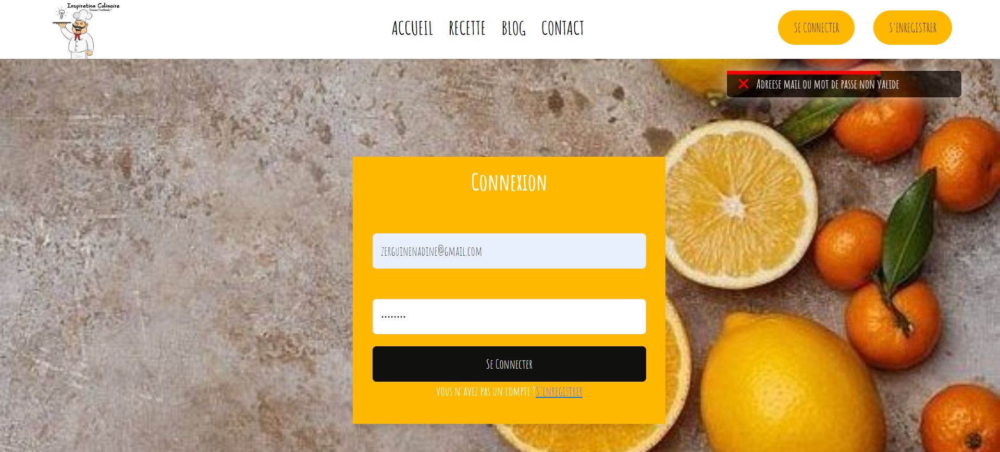 Inspiration Culinaire
ACCUEIL RECETTE BLOG CONTACT
SE CONNECTER
S'ENREGISTRER
Adreese mail ou mot de passe non valide
Connexion
zerguinenadine@gmail.com
••••••••
Se Connecter
vous n'avez pas un compte ?S'enregistrer